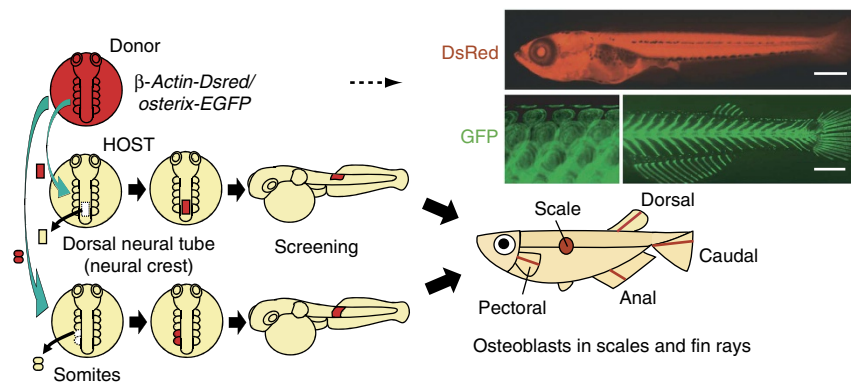 Donor
β-Actin-Dsred/
osterix-EGFP
HOST
Dorsal neural tube
(neural crest)
Screening
Somites
DsRed
GFP
Dorsal
Scale
Caudal
Pectoral
Anal
Osteoblasts in scales and fin rays